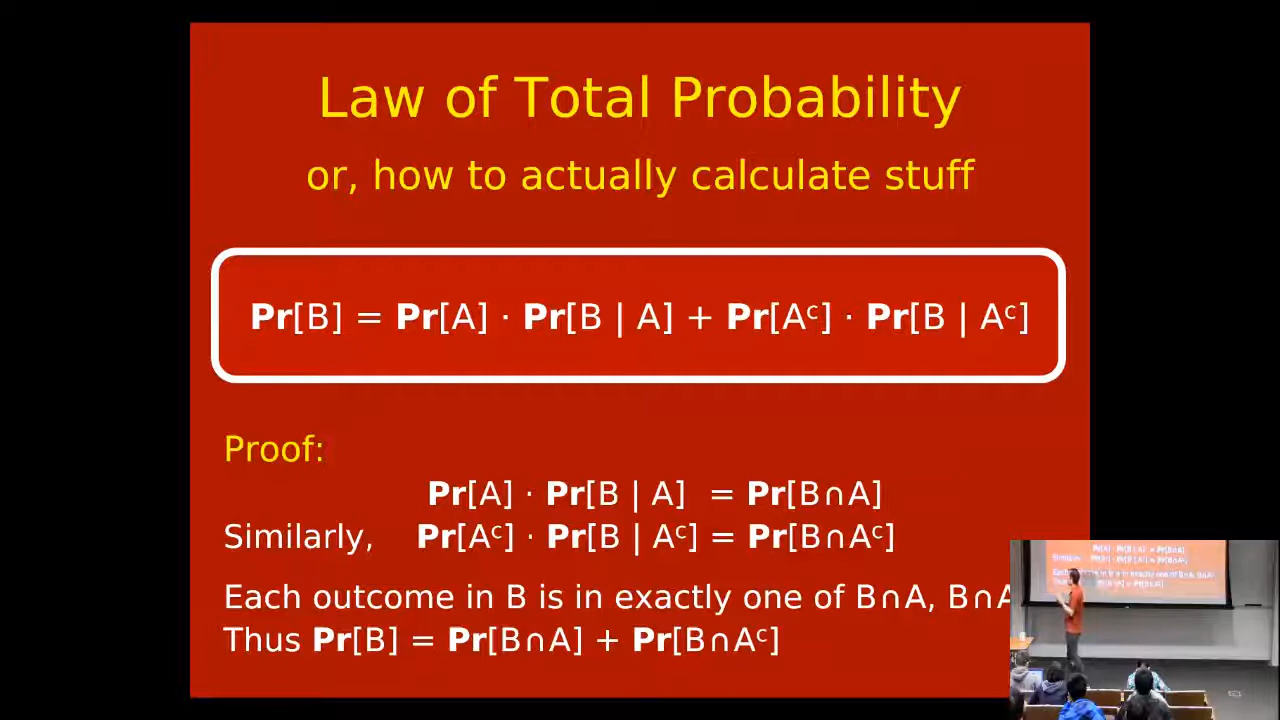 Law of Total Probability
or, how to actually calculate stuff
Pr[B] = Pr[A] · Pr[B | A] + Pr[Aᶜ] · Pr[B | Aᶜ]
Proof:
Pr[A] · Pr[B | A] = Pr[B∩A]
Similarly, Pr[Aᶜ] · Pr[B | Aᶜ] = Pr[B∩Aᶜ]
Each outcome in B is in exactly one of B∩A, B∩A
Thus Pr[B] = Pr[B∩A] + Pr[B∩Aᶜ]